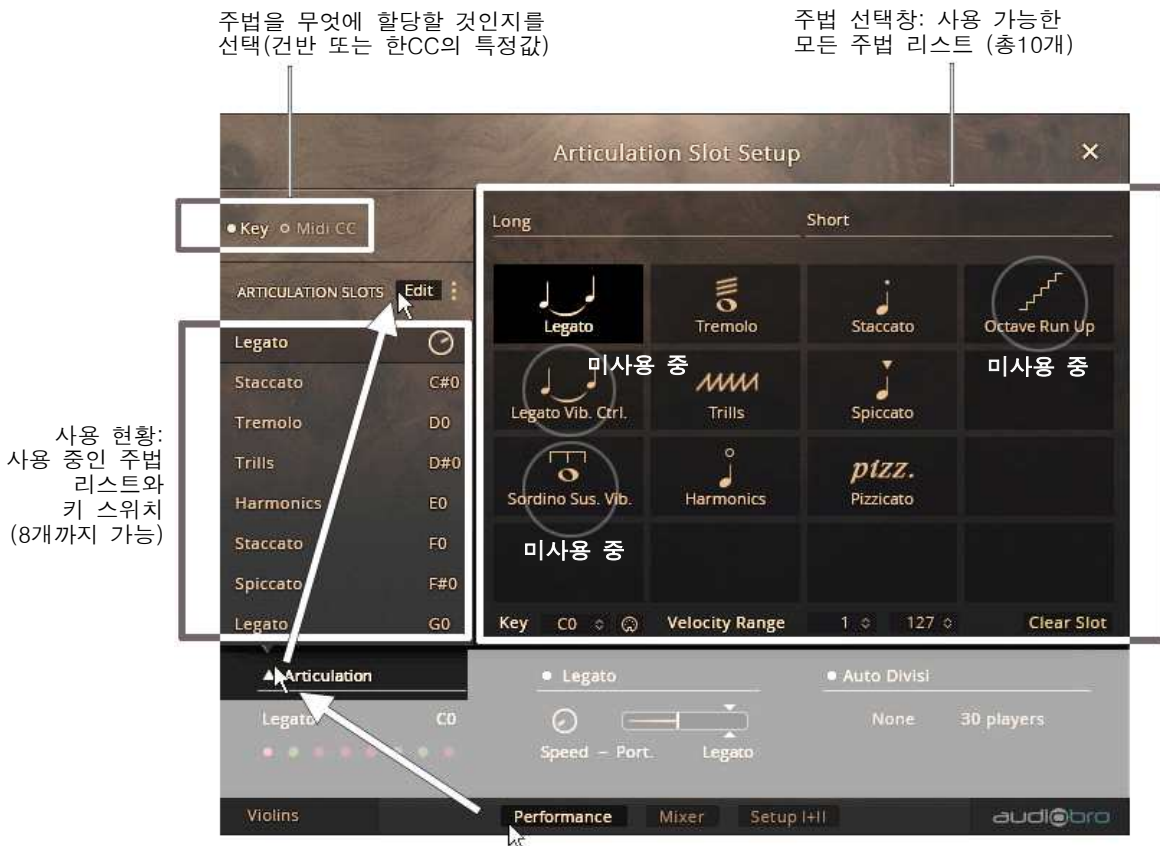 주법을 무엇에 할당할 것인지를
선택(건반 또는 한CC의 특정값)
주법 선택창: 사용 가능한
모든 주법 리스트 (총10개)
Articulation Slot Setup
×
Key Midi CC
Long
Short
ARTICULATION SLOTS Edit
Legato
Staccato C#0
Tremolo D0
Trills D#0
Harmonics E0
Staccato F0
Spiccato F#0
Legato G0
사용 현황:
사용 중인 주법
리스트와
키 스위치
(8개까지 가능)
Legato
Tremolo
Staccato
Octave Run Up
미사용 중
미사용 중
Legato Vib. Ctrl.
Trills
Spiccato
Sordino Sus. Vib.
Harmonics
pizz.
Pizzicato
미사용 중
Key C0 Velocity Range 1 127 Clear Slot
Articulation
Legato
Auto Divisi
Legato C0
None 30 players
Speed – Port. Legato
Violins
Performance
Mixer
Setup I+II
audiobro